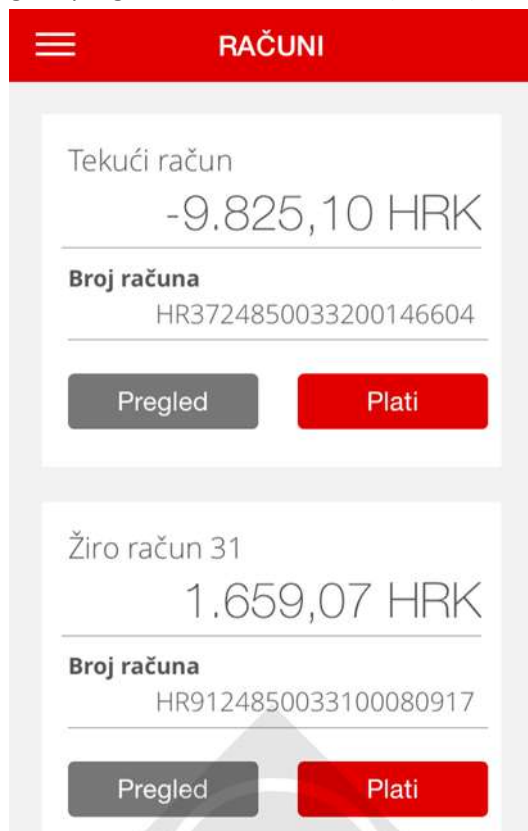 RAČUNI
Tekući račun
-9.825,10 HRK
Broj računa
HR3724850033200146604
Pregled Plati
Žiro račun 31
1.659,07 HRK
Broj računa
HR9124850033100080917
Pregled Plati